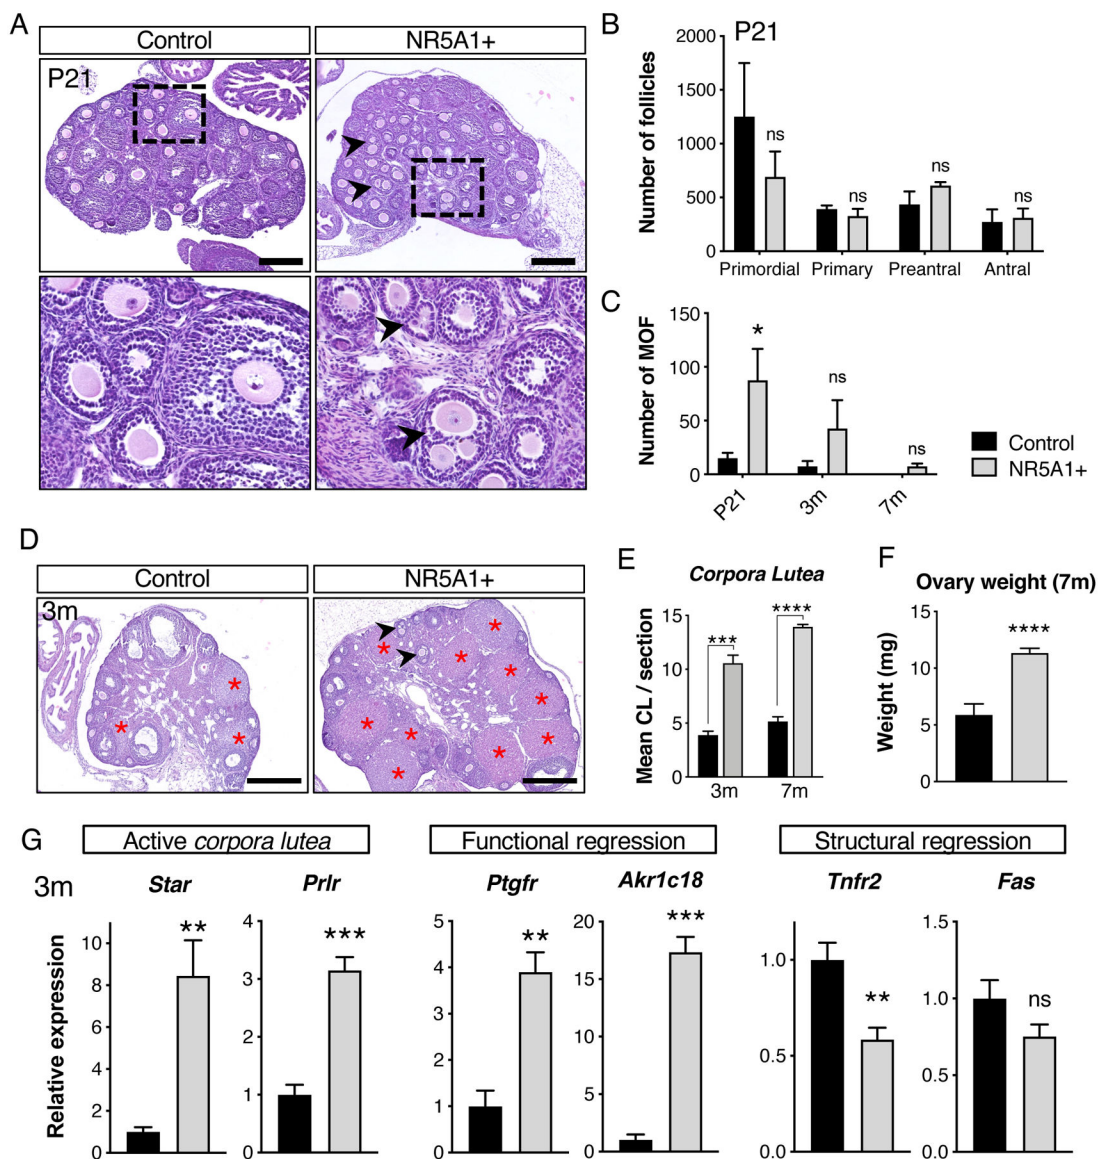 A
Control
NR5A1+
P21
B
P21
Number of follicles
2000
1500
1000
500
0
ns
ns
ns
ns
Primordial
Primary
Preantral
Antral
C
Number of MOF
150
100
50
0
*
ns
ns
P21
3m
7m
Control
NR5A1+
D
Control
NR5A1+
3m
E
Corpora Lutea
Mean CL / section
15
10
5
0
***
****
3m
7m
F
Ovary weight (7m)
Weight (mg)
15
10
5
0
****
G
Active corpora lutea
Functional regression
Structural regression
3m
Star
Prlr
Ptgfr
Akr1c18
Tnfr2
Fas
Relative expression
10
8
6
4
2
0
**
4
3
2
1
0
***
5
4
3
2
1
0
**
20
15
10
5
0
***
1.0
0.5
0.0
**
1.5
1.0
0.5
0.0
ns